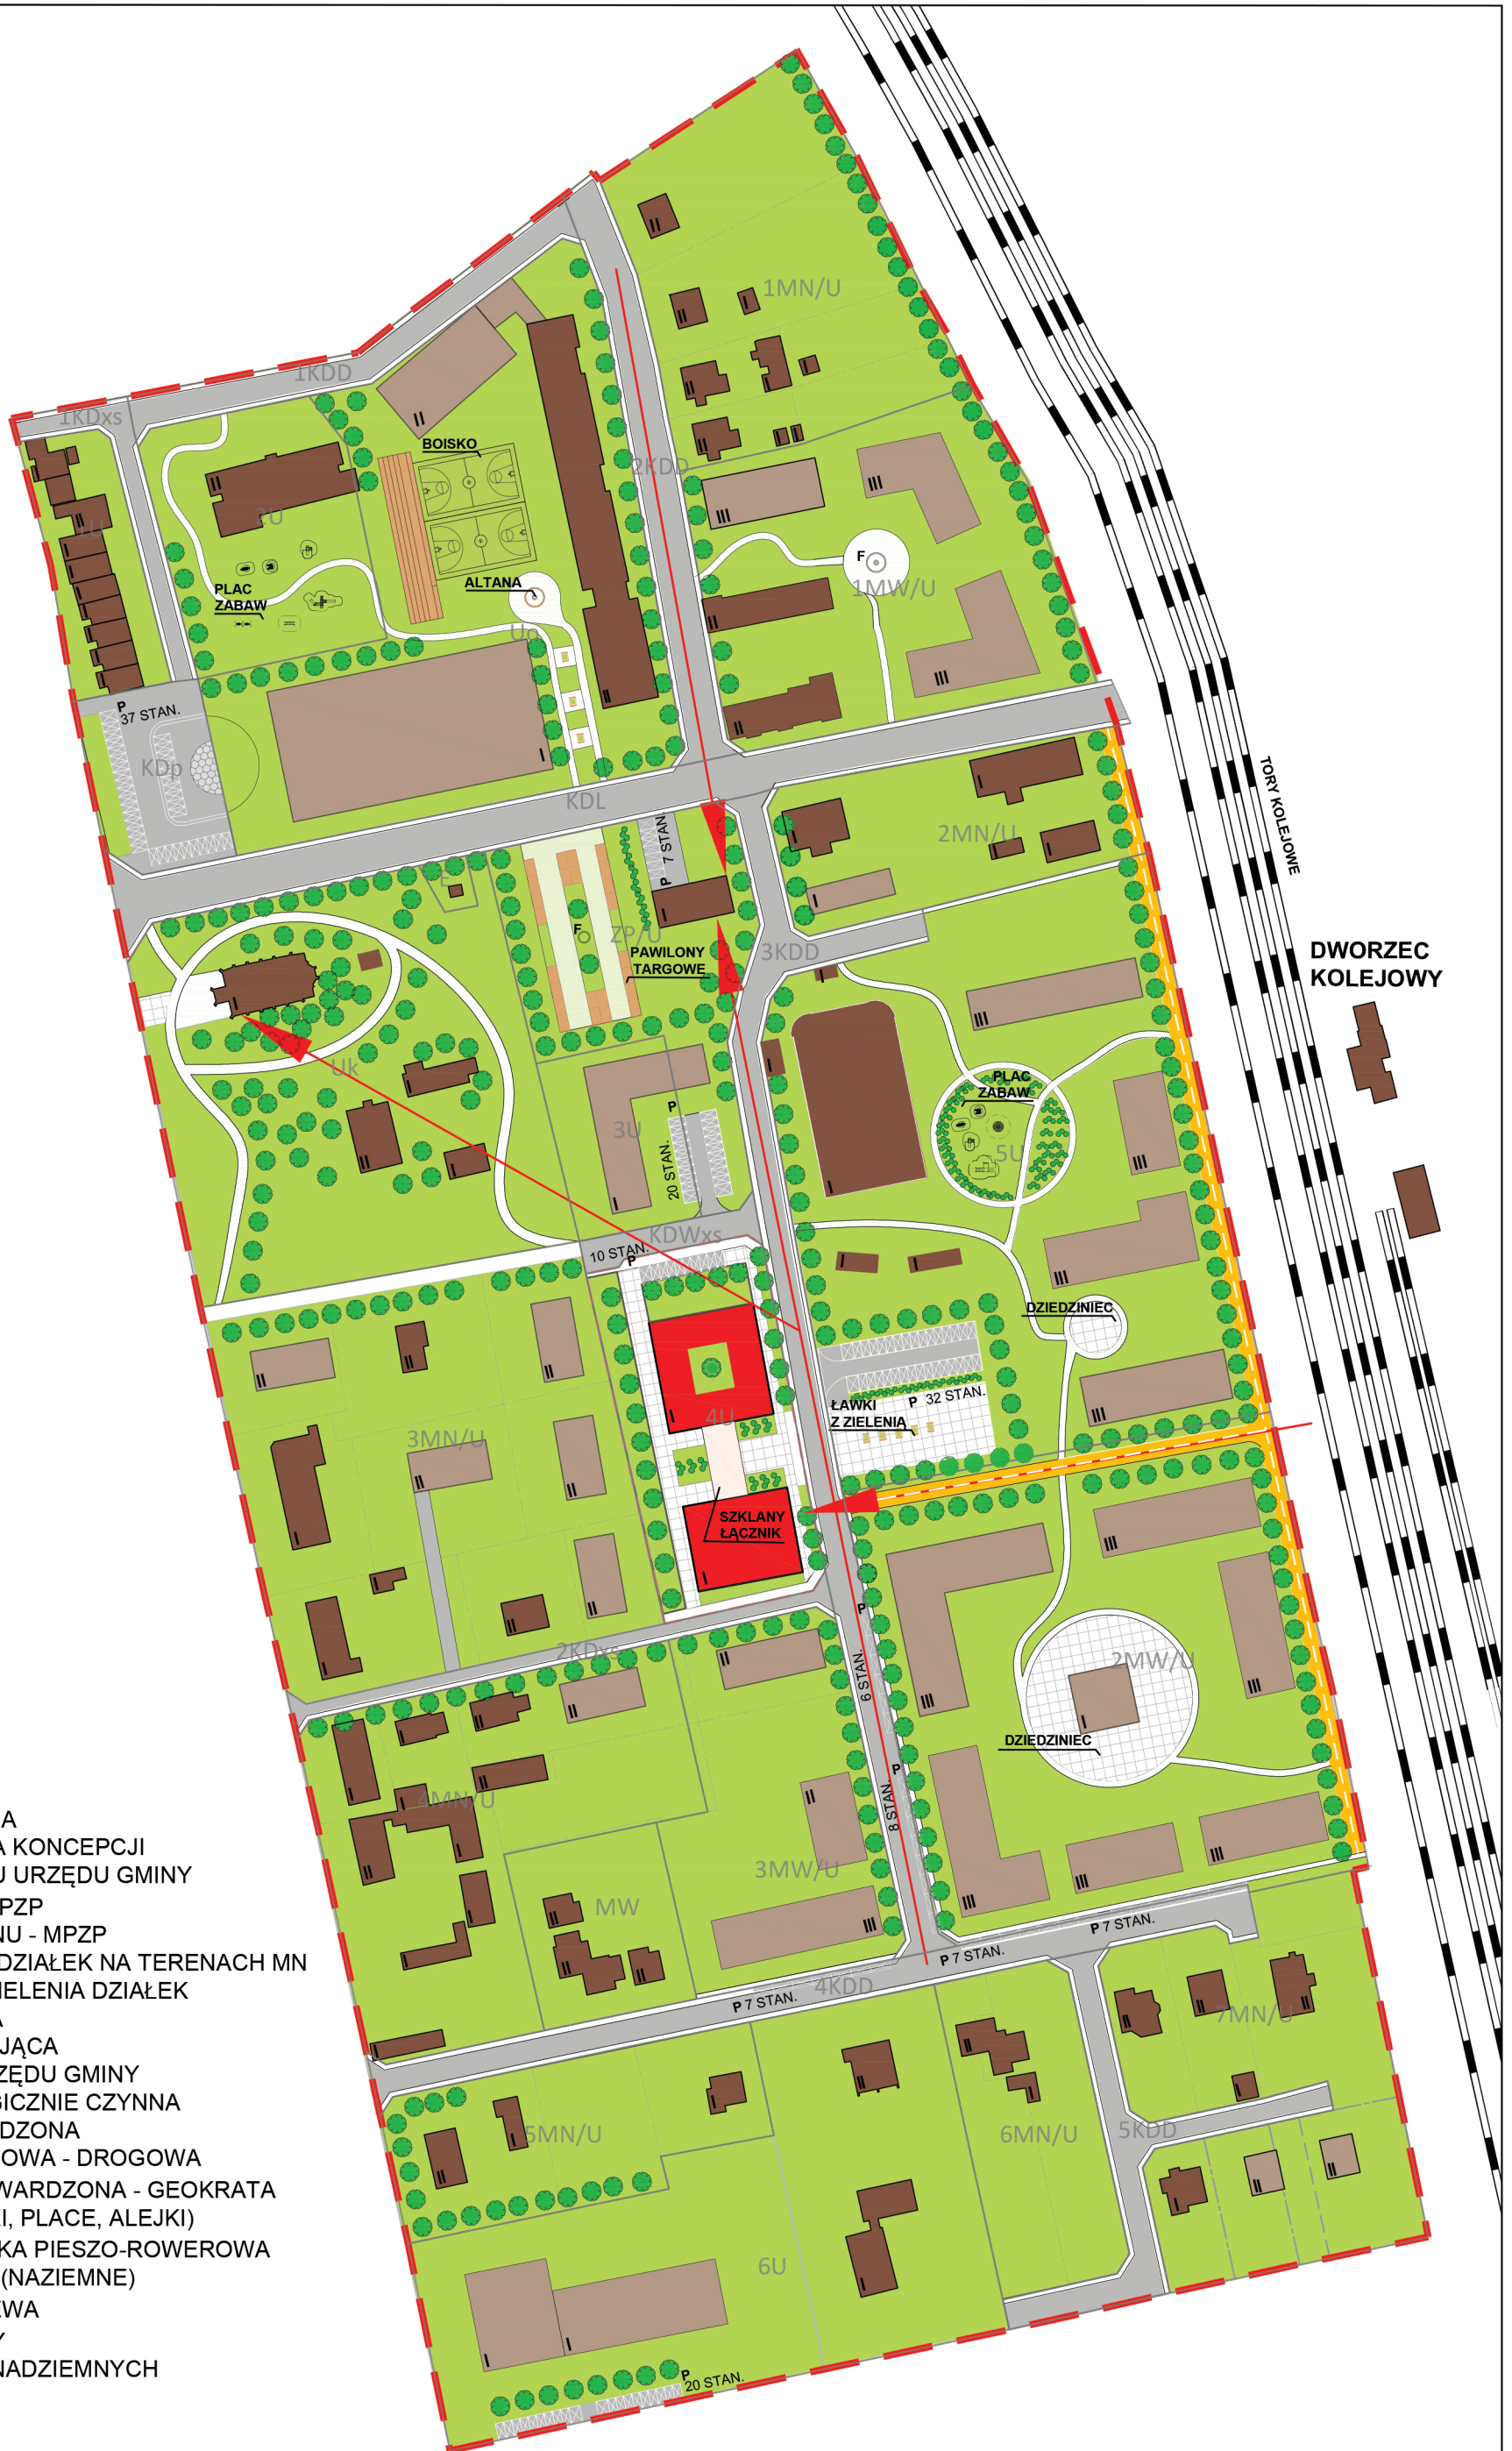 1MN/U
1KDD
1KDxs
BOISKO
2KDD
2U
1U
F
1MW/U
PLAC
ZABAW
ALTANA
Uo
P
37 STAN.
KDp
KDL
TORY KOLEJOWE
P 7 STAN.
2MN/U
E
F
ZP/U
PAWILONY
TARGOWE
3KDD
DWORZEC
KOLEJOWY
Uk
PLAC
ZABAW
5U
3U
P
20 STAN.
KDWxs
10 STAN.
P
DZIEDZINIEC
4U
ŁAWKI
Z ZIELENIĄ
P 32 STAN.
3MN/U
SZKLANY
ŁĄCZNIK
P
6 STAN.
2KDxs
2MW/U
DZIEDZINIEC
P
8 STAN.
4MN/U
3MW/U
MW
P 7 STAN.
P 7 STAN.
P 7 STAN.
4KDD
7MN/U
5MN/U
6MN/U
5KDD
6U
P
20 STAN.
A
A KONCEPCJI
U URZĘDU GMINY
PZP
NU - MPZP
DZIAŁEK NA TERENACH MN
IELENIA DZIAŁEK
A
JĄCA
ZĘDU GMINY
GICZNIE CZYNNA
DZONA
OWA - DROGOWA
WARDZONA - GEOKRATA
KI, PLACE, ALEJKI)
KA PIESZO-ROWEROWA
(NAZIEMNE)
EWA
Y
NADZIEMNYCH